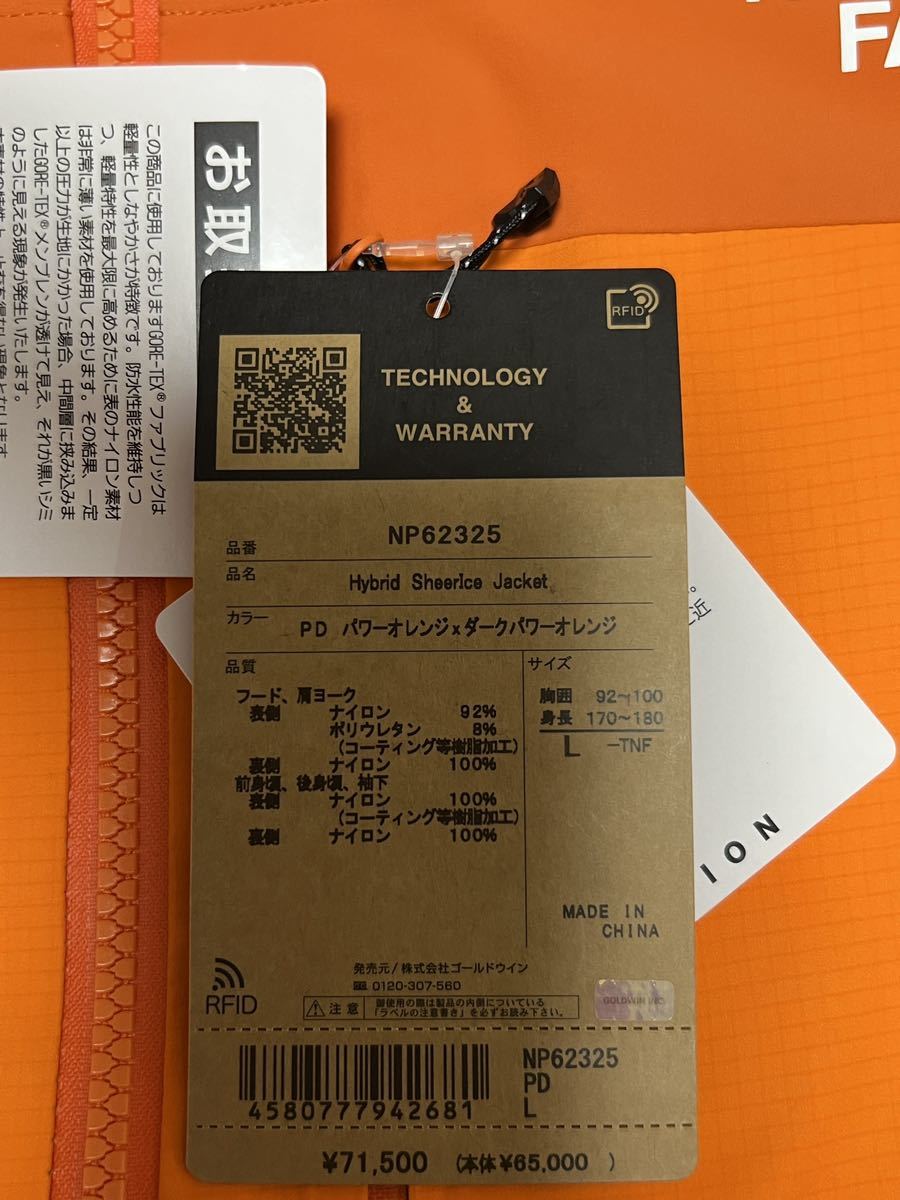 FA
お取
この商品に使用しておりますGORE-TEX®ファブリックは
軽量性としなやかさが特徴です。防水性能を維持しつ
つ、軽量特性を最大限に高めるために表のナイロン素材
は非常に薄い素材を使用しております。その結果、一定
以上の圧力が生地にかかった場合、中間層に挟み込みま
したGORE-TEX®メンブレンが透けて見え、それが黒いシミ
のように見える現象が発生いたします。
RFID
TECHNOLOGY
&
WARRANTY
品番 NP62325
品名 Hybrid SheerIce Jacket
カラー PD パワーオレンジxダークパワーオレンジ
品質
フード、肩ヨーク
表側 ナイロン 92%
ポリウレタン 8%
(コーティング等樹脂加工)
裏側 ナイロン 100%
前身頃、後身頃、袖下
表側 ナイロン 100%
(コーティング等樹脂加工)
裏側 ナイロン 100%
サイズ
胸囲 92~100
身長 170~180
L -TNF
MADE IN
CHINA
発売元/株式会社ゴールドウイン
0120-307-560
RFID
注意 御使用の際は製品の内側についている
「ラベルの注意書き」を必ずお読み下さい。
GOLDWIN INC.
4580777942681
NP62325
PD
L
¥71,500 (本体¥65,000 )
近
ION